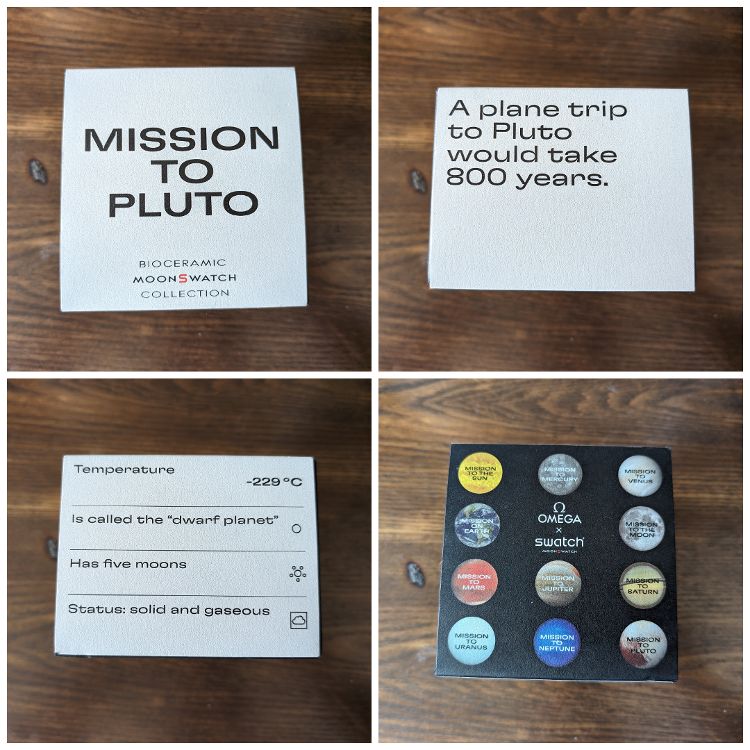 MISSION
TO
PLUTO
BIOCERAMIC
MOONSWATCH
COLLECTION
A plane trip
to Pluto
would take
800 years.
Temperature
-229 °C
Is called the “dwarf planet”
Has five moons
Status: solid and gaseous
MISSION
TO THE
SUN
MISSION
TO
MERCURY
MISSION
TO
VENUS
MISSION
ON
EARTH
Ω
OMEGA
×
swatch
MOONSWATCH
MISSION
TO THE
MOON
MISSION
TO
MARS
MISSION
TO
JUPITER
MISSION
TO
SATURN
MISSION
TO
URANUS
MISSION
TO
NEPTUNE
MISSION
TO
PLUTO